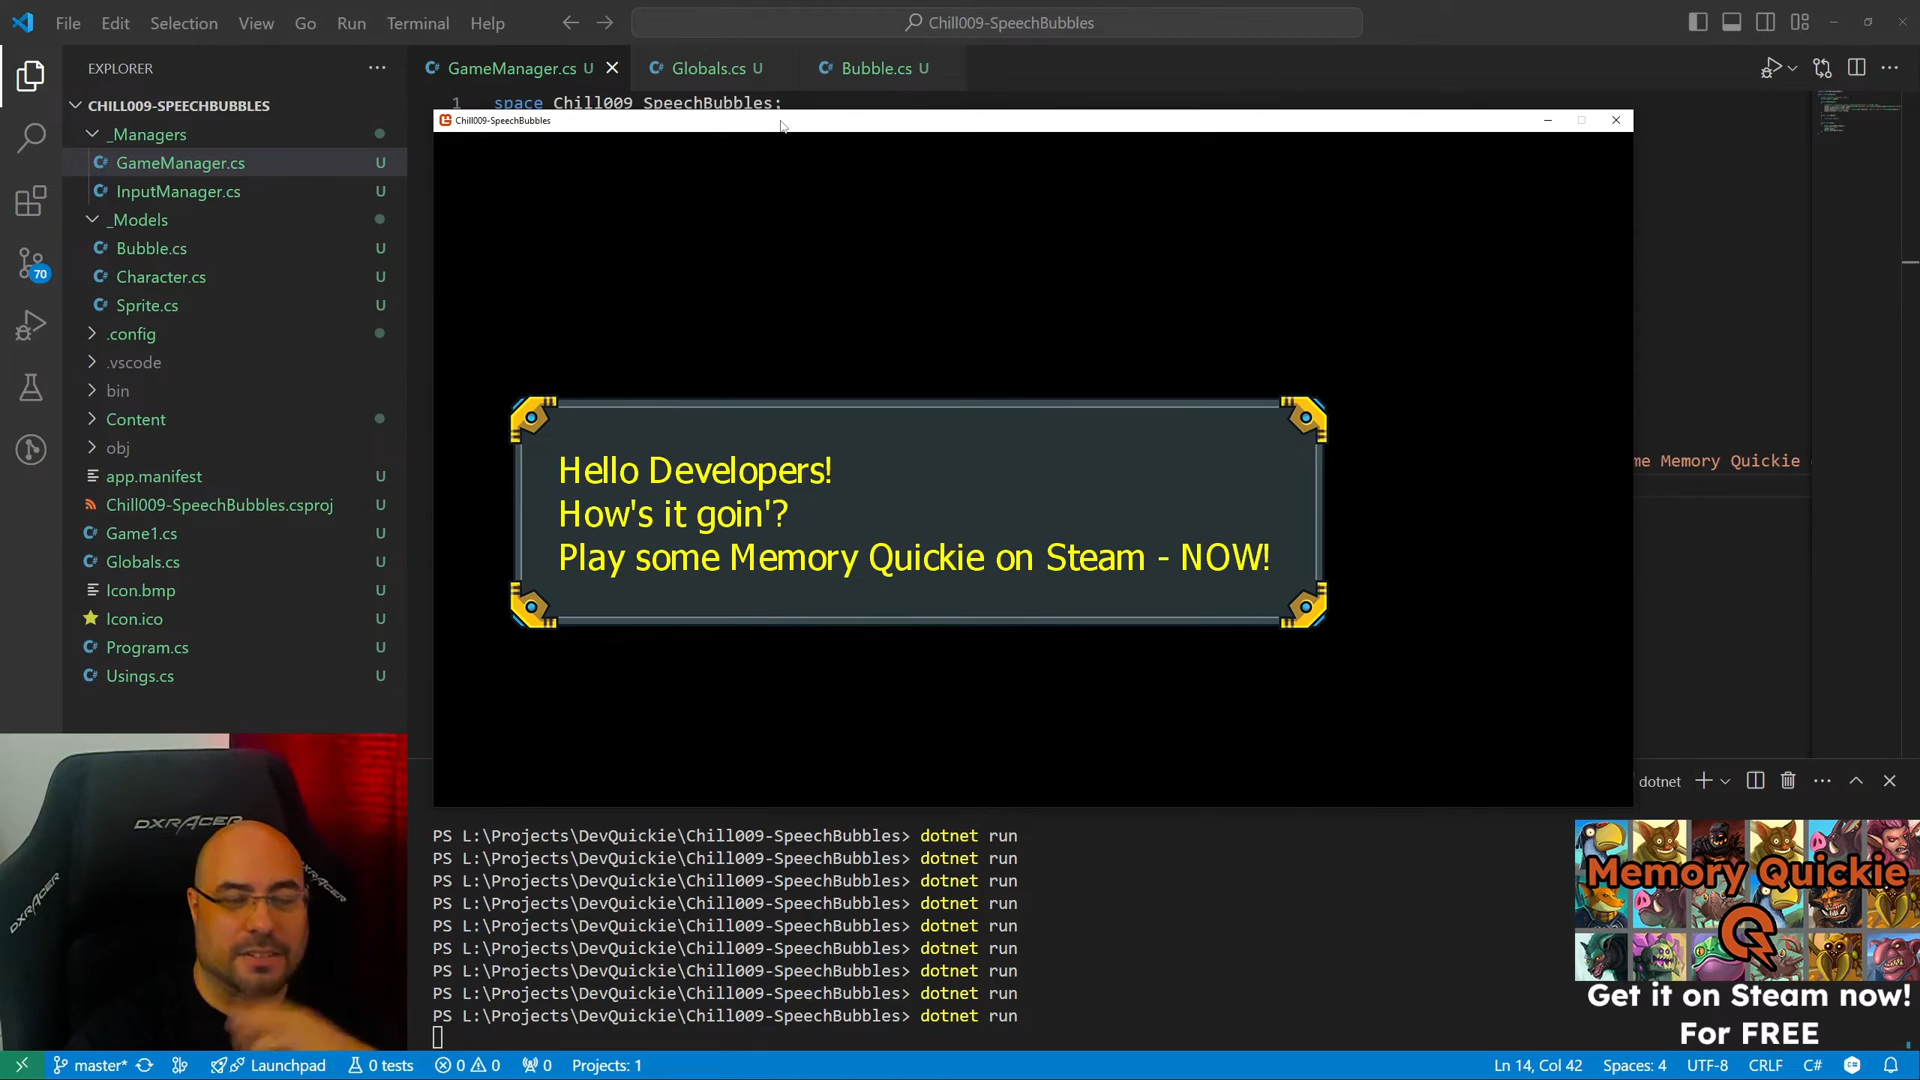 File Edit Selection View Go Run Terminal Help
Chill009-SpeechBubbles
EXPLORER
CHILL009-SPEECHBUBBLES
_Managers
GameManager.cs U
InputManager.cs U
_Models
Bubble.cs U
Character.cs U
Sprite.cs U
.config
.vscode
bin
Content
obj
app.manifest U
Chill009-SpeechBubbles.csproj U
Game1.cs U
Globals.cs U
Icon.bmp U
Icon.ico U
Program.cs U
Usings.cs U
70
GameManager.cs U
Globals.cs U
Bubble.cs U
1 space Chill009_SpeechBubbles;
Chill009-SpeechBubbles
Hello Developers!
How's it goin'?
Play some Memory Quickie on Steam - NOW!
me Memory Quickie
dotnet
PS L:\Projects\DevQuickie\Chill009-SpeechBubbles> dotnet run
PS L:\Projects\DevQuickie\Chill009-SpeechBubbles> dotnet run
PS L:\Projects\DevQuickie\Chill009-SpeechBubbles> dotnet run
PS L:\Projects\DevQuickie\Chill009-SpeechBubbles> dotnet run
PS L:\Projects\DevQuickie\Chill009-SpeechBubbles> dotnet run
PS L:\Projects\DevQuickie\Chill009-SpeechBubbles> dotnet run
PS L:\Projects\DevQuickie\Chill009-SpeechBubbles> dotnet run
PS L:\Projects\DevQuickie\Chill009-SpeechBubbles> dotnet run
PS L:\Projects\DevQuickie\Chill009-SpeechBubbles> dotnet run
DXRACER
DXRACER
Memory Quickie
Get it on Steam now!
For FREE
master* Launchpad 0 tests 0 0 0 Projects: 1
Ln 14, Col 42 Spaces: 4 UTF-8 CRLF C#